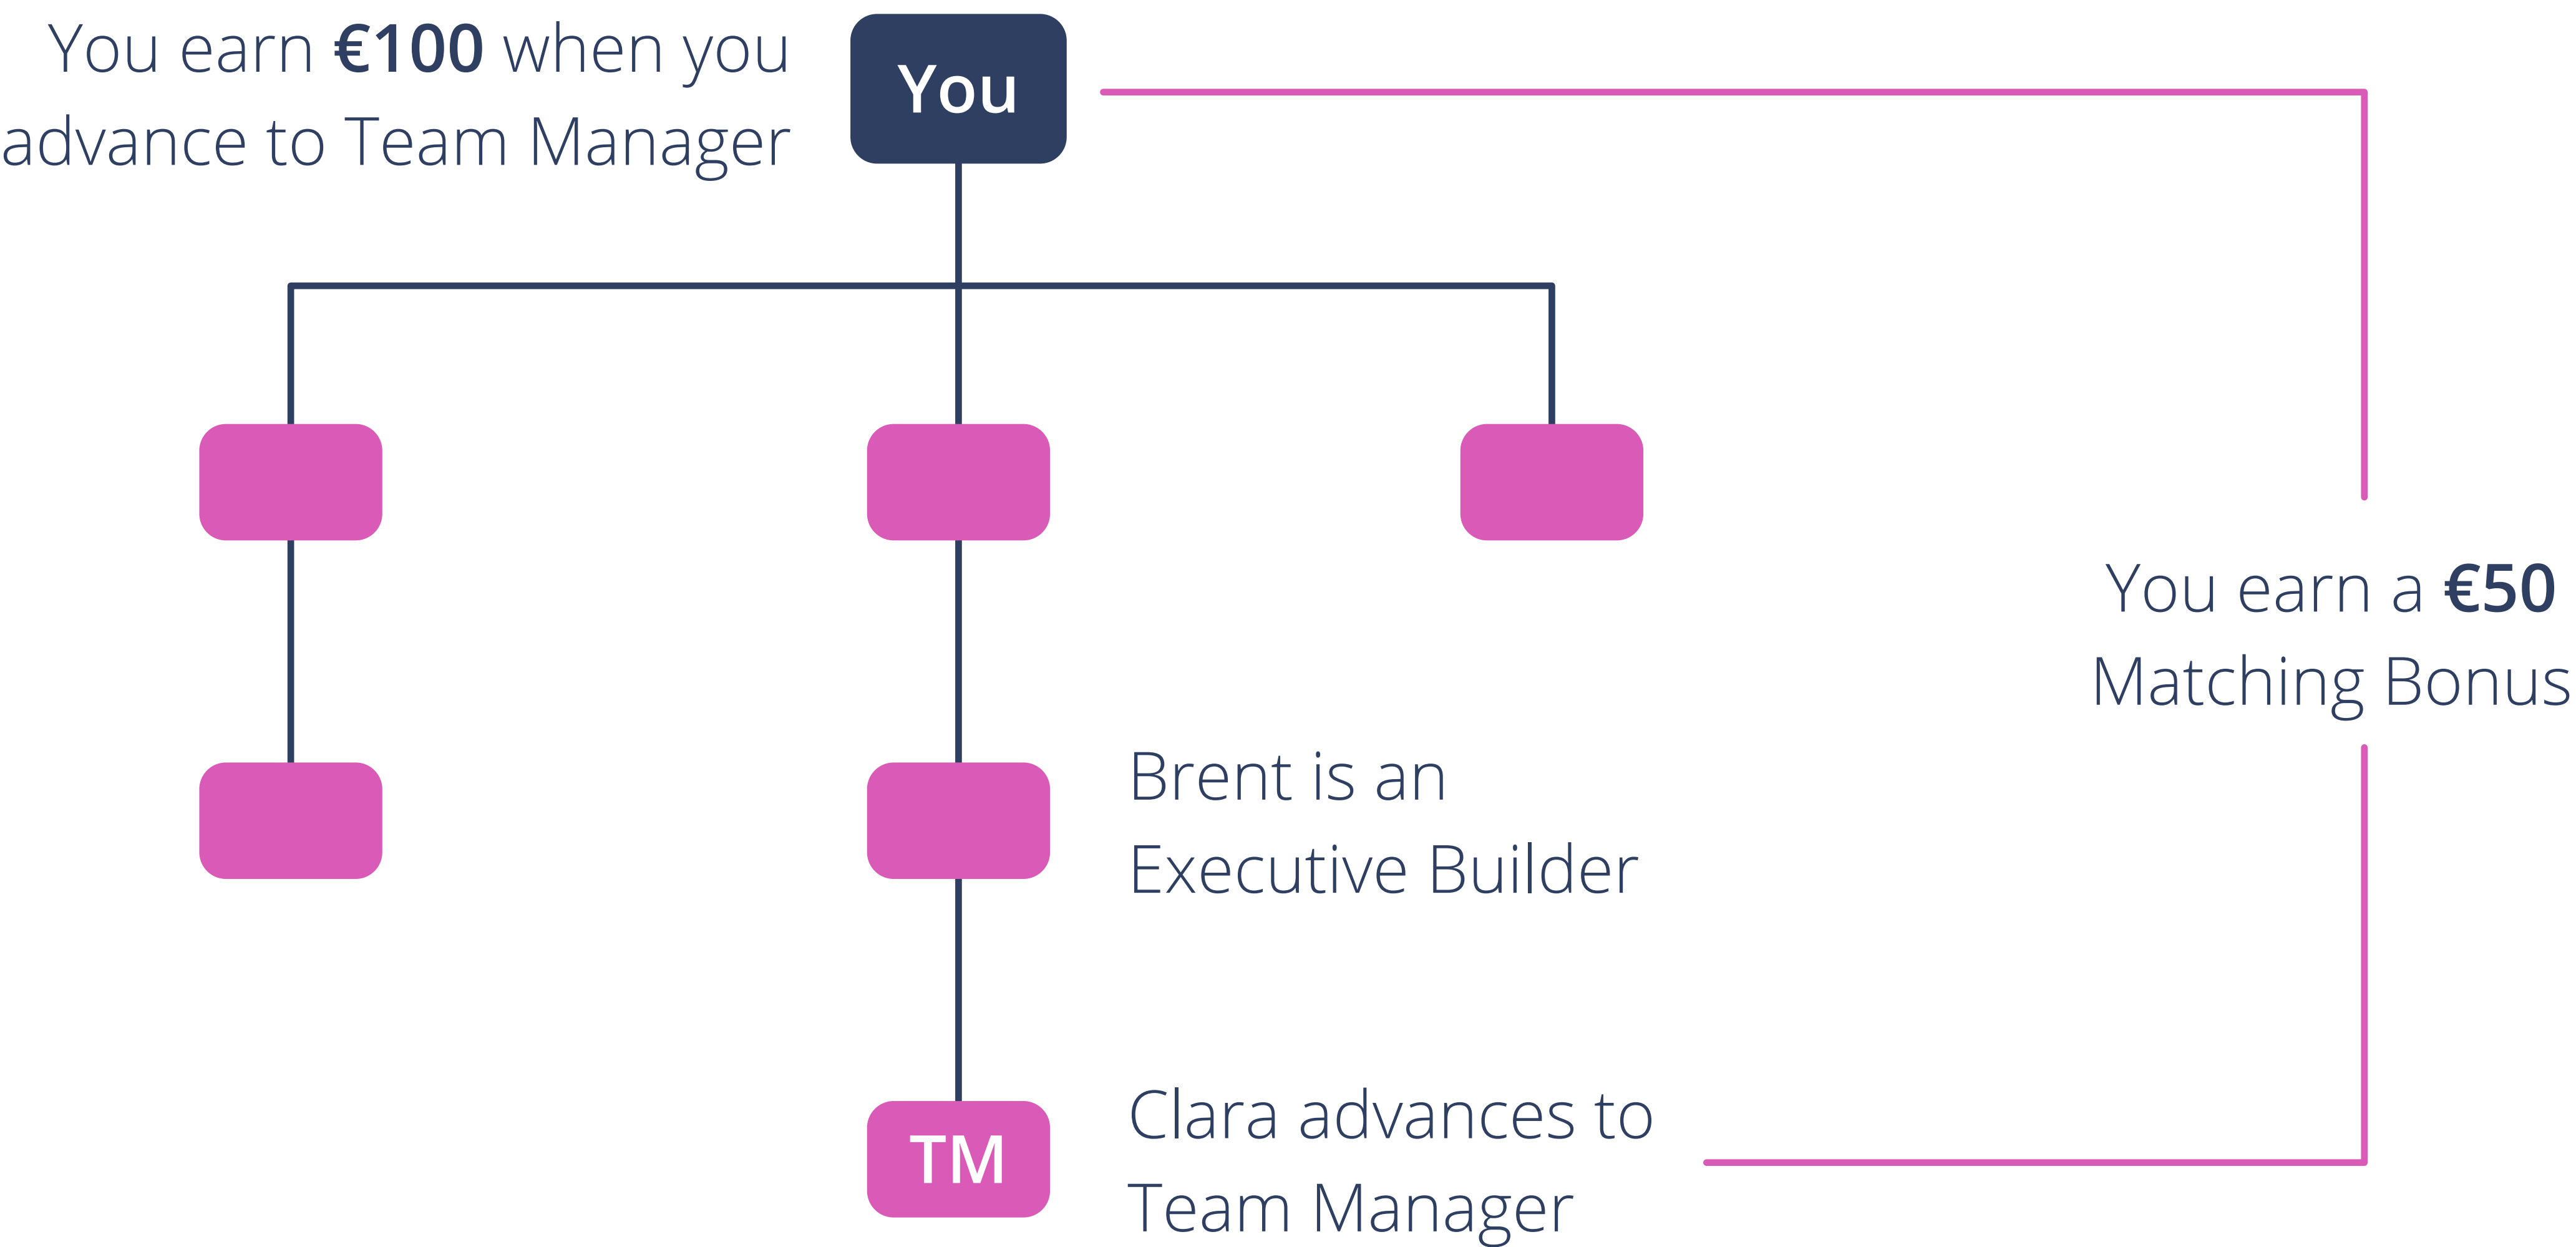 You earn €100 when you
advance to Team Manager
You
You earn a €50
Matching Bonus
Brent is an
Executive Builder
TM
Clara advances to
Team Manager